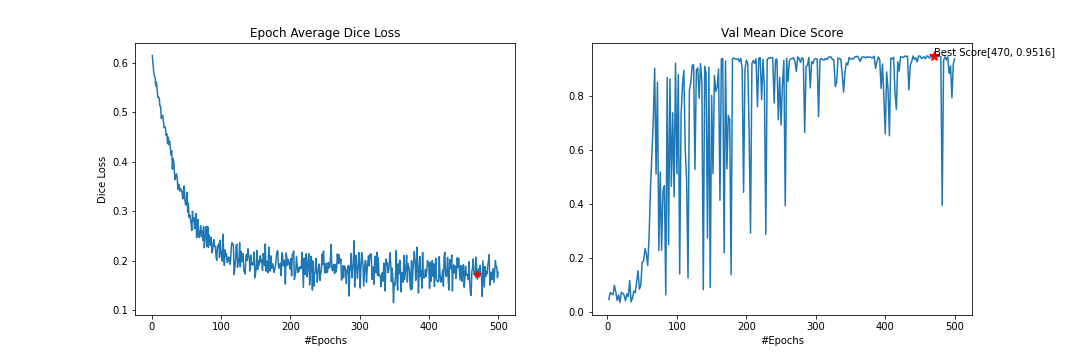 Epoch Average Dice Loss
0.6
0.5
0.4
0.3
0.2
0.1
Dice Loss
0 100 200 300 400 500
#Epochs
Val Mean Dice Score
Best Score[470, 0.9516]
0.8
0.6
0.4
0.2
0.0
0 100 200 300 400 500
#Epochs